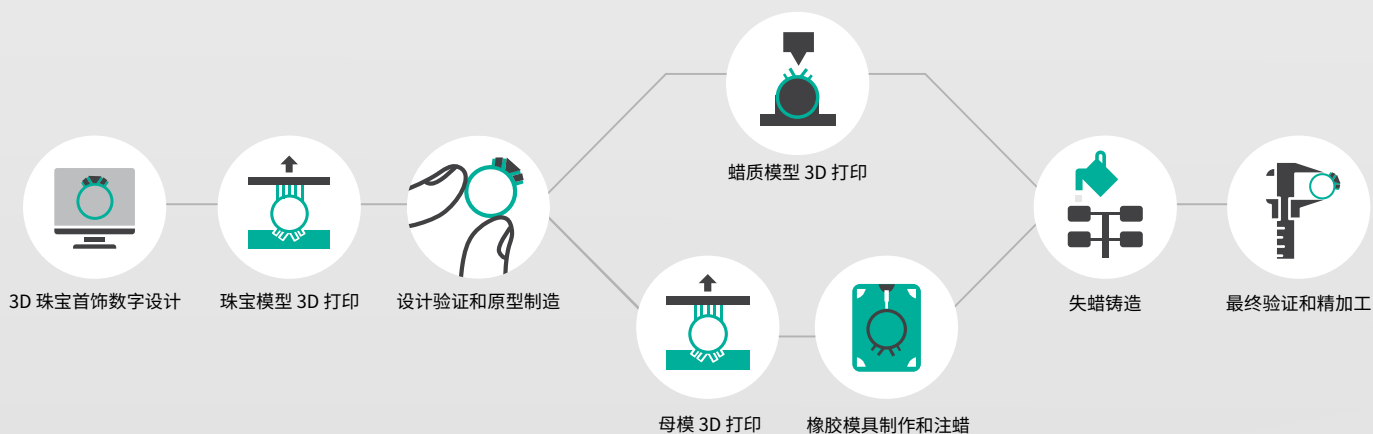 3D 珠宝首饰数字设计
珠宝模型 3D 打印
设计验证和原型制造
蜡质模型 3D 打印
母模 3D 打印
橡胶模具制作和注蜡
失蜡铸造
最终验证和精加工